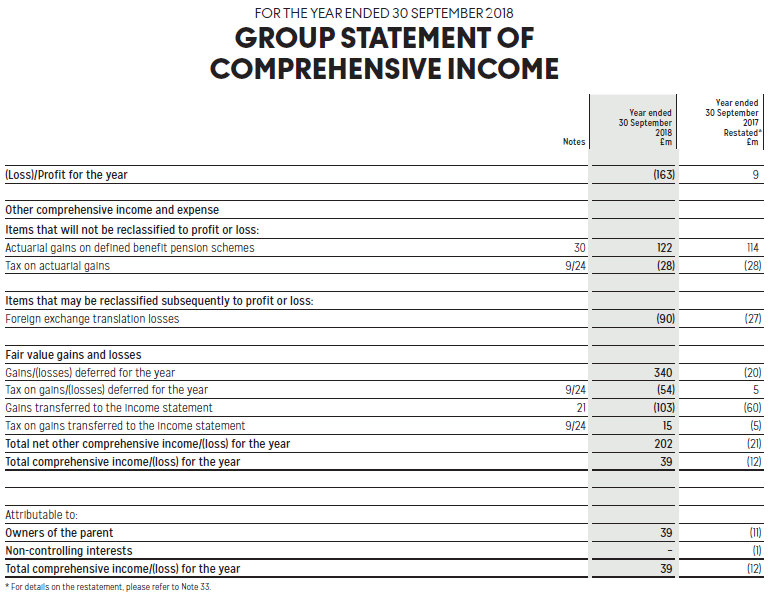 FOR THE YEAR ENDED 30 SEPTEMBER 2018
GROUP STATEMENT OF
COMPREHENSIVE INCOME
Notes Year ended 30 September 2018 £m Year ended 30 September 2017 Restated* £m
(Loss)/Profit for the year (163) 9
Other comprehensive income and expense
Items that will not be reclassified to profit or loss:
Actuarial gains on defined benefit pension schemes 30 122 114
Tax on actuarial gains 9/24 (28) (28)
Items that may be reclassified subsequently to profit or loss:
Foreign exchange translation losses (90) (27)
Fair value gains and losses
Gains/(losses) deferred for the year 340 (20)
Tax on gains/(losses) deferred for the year 9/24 (54) 5
Gains transferred to the income statement 21 (103) (60)
Tax on gains transferred to the income statement 9/24 15 (5)
Total net other comprehensive income/(loss) for the year 202 (21)
Total comprehensive income/(loss) for the year 39 (12)
Attributable to:
Owners of the parent 39 (11)
Non-controlling interests – (1)
Total comprehensive income/(loss) for the year 39 (12)
* For details on the restatement, please refer to Note 33.